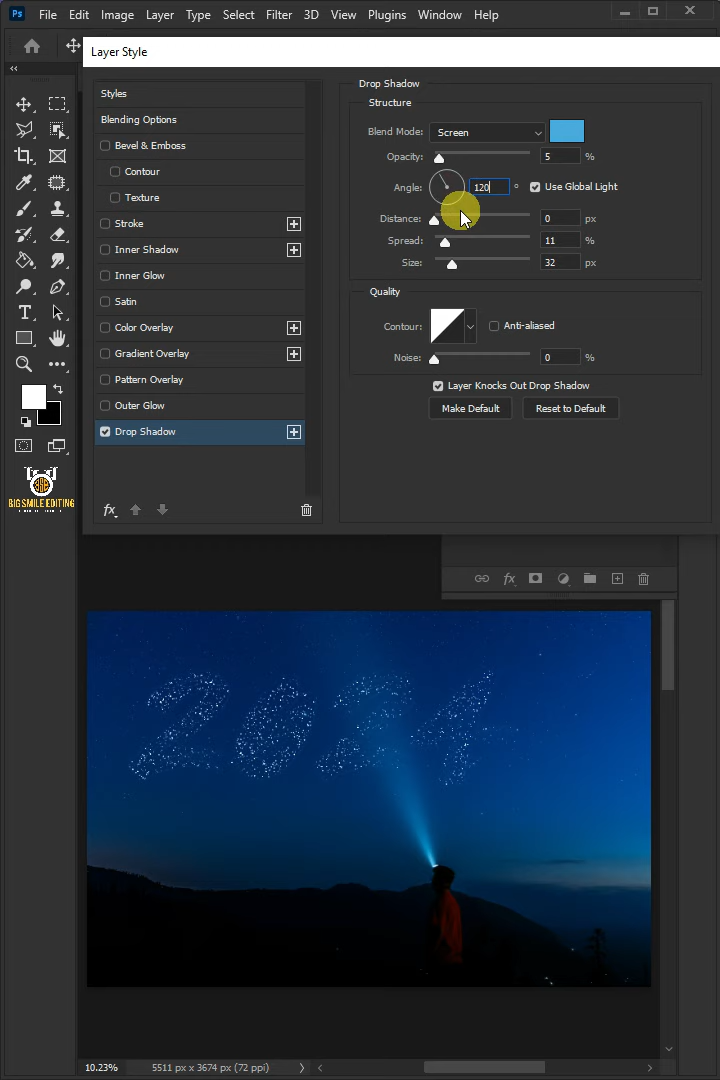 Ps File Edit Image Layer Type Select Filter 3D View Plugins Window Help
Layer Style
Styles
Blending Options
Bevel & Emboss
Contour
Texture
Stroke
Inner Shadow
Inner Glow
Satin
Color Overlay
Gradient Overlay
Pattern Overlay
Outer Glow
Drop Shadow
fx
Drop Shadow
Structure
Blend Mode: Screen
Opacity: 5 %
Angle: 120 ° Use Global Light
Distance: 0 px
Spread: 11 %
Size: 32 px
Quality
Contour: Anti-aliased
Noise: 0 %
Layer Knocks Out Drop Shadow
Make Default Reset to Default
BIG SMILE EDITING
fx
2024
10.23% 5511 px x 3674 px (72 ppi)